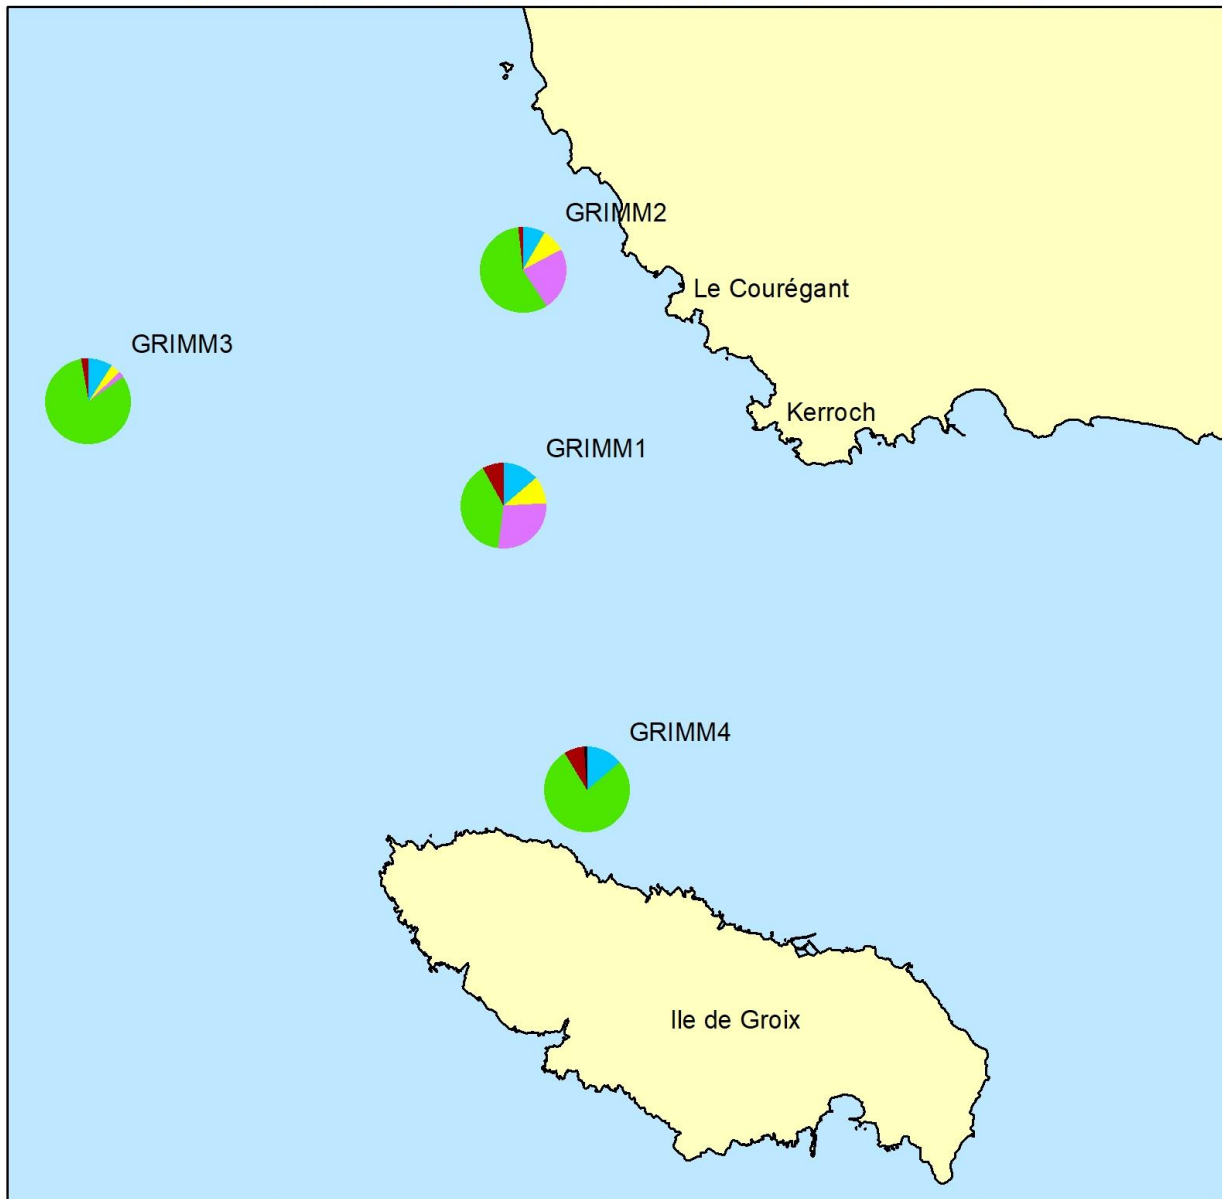 GRIMM2
Le Courégant
GRIMM3
Kerroch
GRIMM1
GRIMM4
Ile de Groix